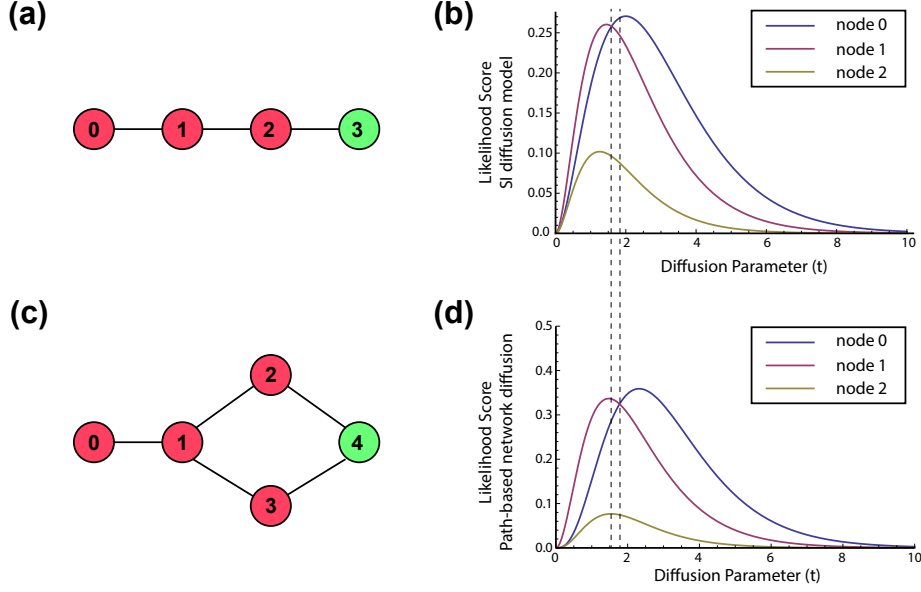 (a)
0
1
2
3
(b)
Likelihood Score
SI diffusion model
0.25
0.20
0.15
0.10
0.05
0.0
0
2
4
6
8
10
Diffusion Parameter (t)
node 0
node 1
node 2
(c)
0
1
2
3
4
(d)
Likelihood Score
Path-based network diffusion
0.5
0.4
0.3
0.2
0.1
0.0
0
2
4
6
8
10
Diffusion Parameter (t)
node 0
node 1
node 2